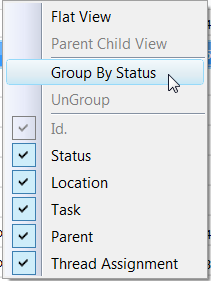 Flat View
Parent Child View
Group By Status
UnGroup
Id.
Status
Location
Task
Parent
Thread Assignment